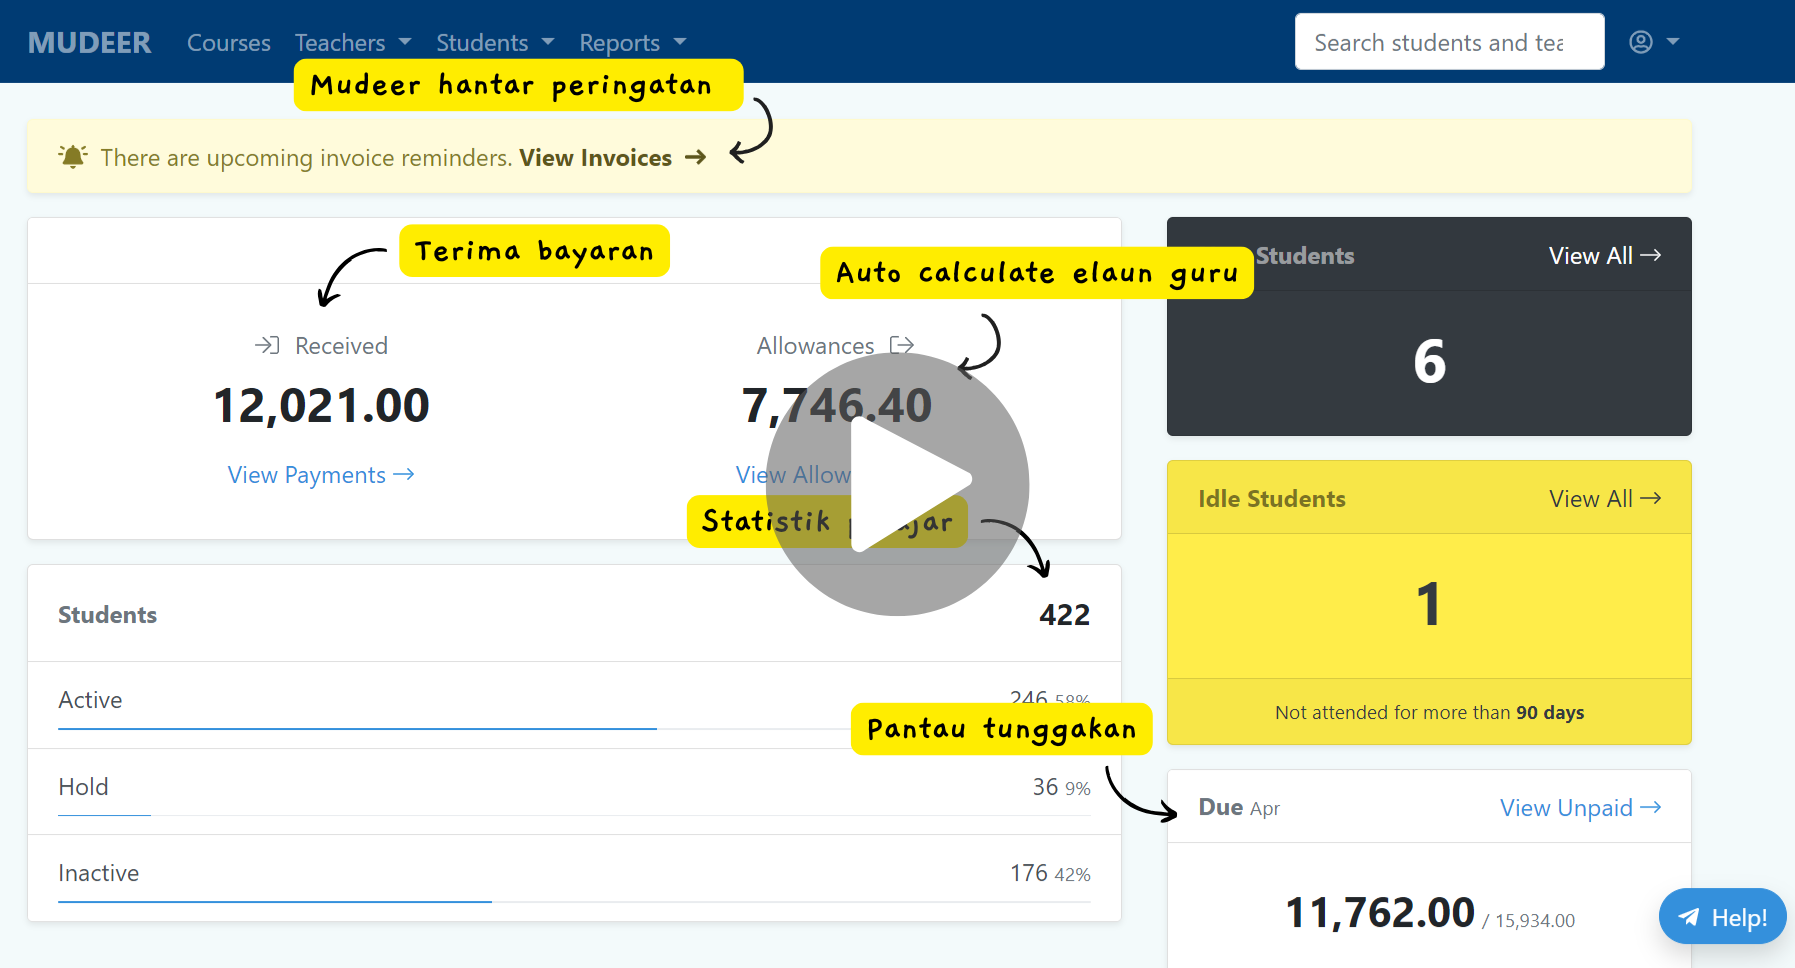 MUDEER Courses Teachers Students Reports Search students and tea
Mudeer hantar peringatan
There are upcoming invoice reminders. View Invoices →
Terima bayaran
Auto calculate elaun guru
Students View All →
Received
Allowances
12,021.00
7,746.40
6
View Payments →
View Allow
Statistik
Idle Students View All →
Students 422
1
Active 246 58%
Not attended for more than 90 days
Pantau tunggakan
Hold 36 9%
Due Apr View Unpaid →
Inactive 176 42%
11,762.00 / 15,934.00
Help!